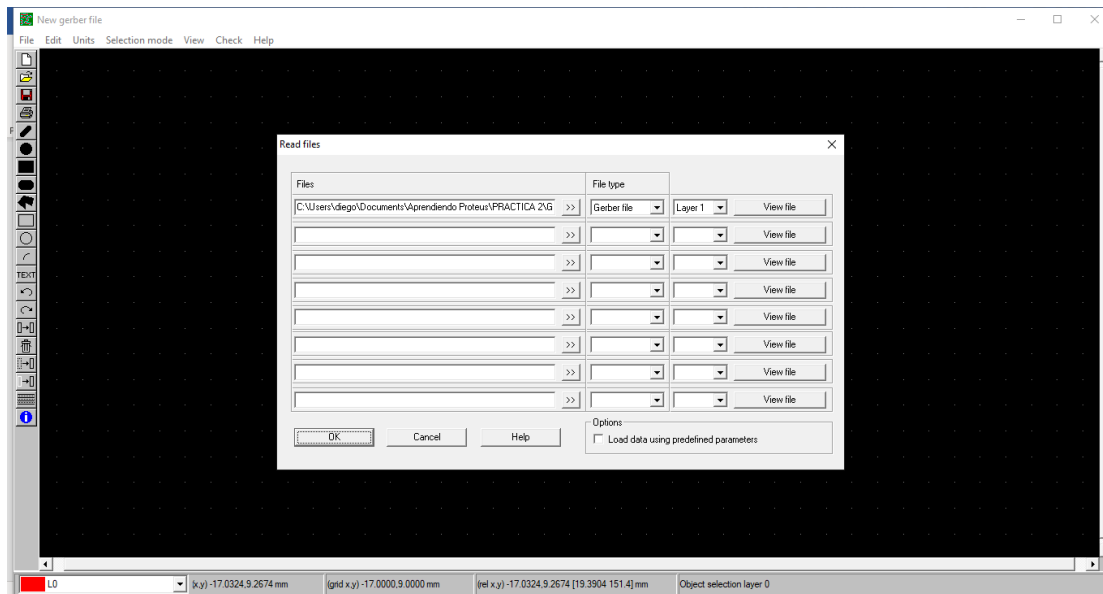 New gerber file
File Edit Units Selection mode View Check Help
TEXT
Read files
Files File type
C:\Users\diego\Documents\Aprendiendo Proteus\PRACTICA 2\G >> Gerber file Layer 1 View file
>> View file
>> View file
>> View file
>> View file
>> View file
>> View file
>> View file
Options
OK Cancel Help Load data using predefined parameters
L0 (x,y) -17.0324,9.2674 mm (grid x,y) -17.0000,9.0000 mm (rel x,y) -17.0324,9.2674 [19.3904 151.4] mm Object selection layer 0